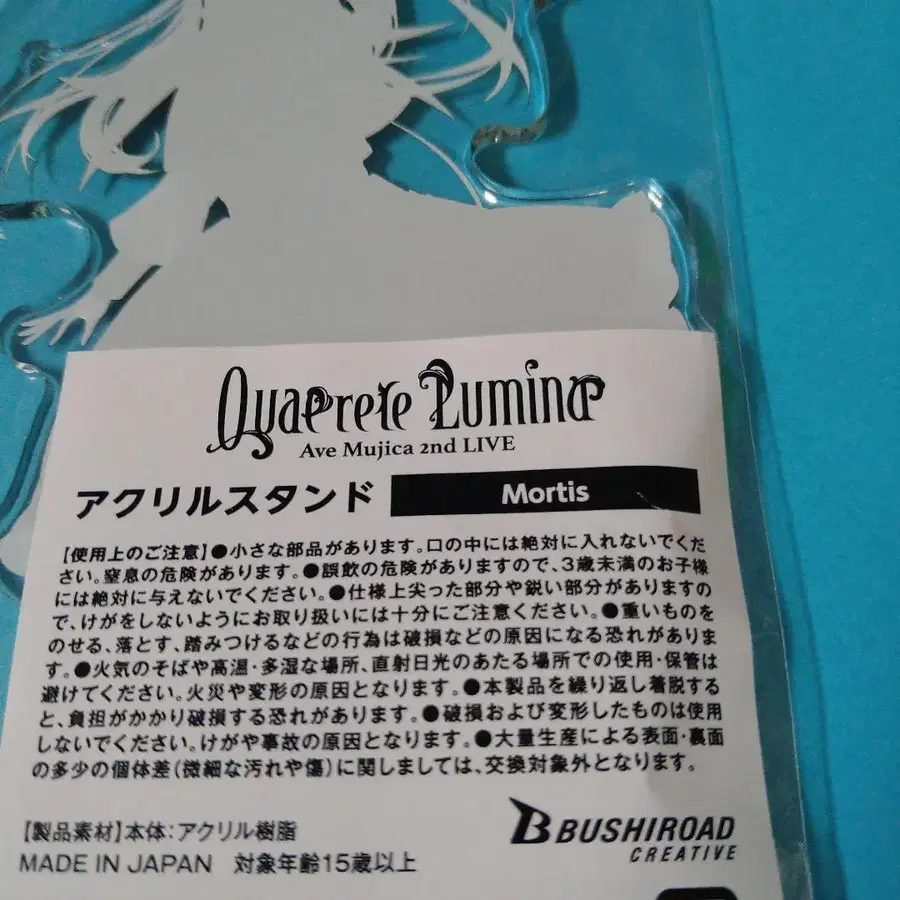 Quaerere Lumina
Ave Mujica 2nd LIVE
アクリルスタンド Mortis
【使用上のご注意】●小さな部品があります。口の中には絶対に入れないでくだ
さい。窒息の危険があります。●誤飲の危険がありますので、3歳未満のお子様
には絶対に与えないでください。●仕様上尖った部分や鋭い部分がありますの
で、けがをしないようにお取り扱いには十分にご注意ください。●重いものを
のせる、落とす、踏みつけるなどの行為は破損などの原因になる恐れがありま
す。●火気のそばや高温・多湿な場所、直射日光のあたる場所での使用・保管は
避けてください。火災や変形の原因となります。●本製品を繰り返し着脱する
と、負担がかかり破損する恐れがあります。●破損および変形したものは使用
しないでください。けがや事故の原因となります。●大量生産による表面・裏面
の多少の個体差(微細な汚れや傷)に関しましては、交換対象外となります。
【製品素材】本体:アクリル樹脂
MADE IN JAPAN 対象年齢15歳以上
BUSHIROAD
CREATIVE